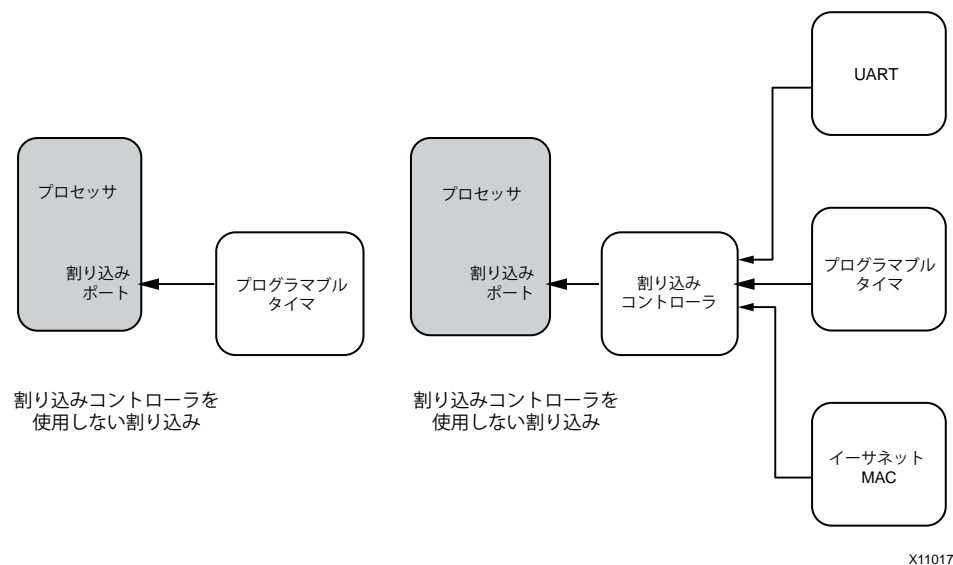 プロセッサ
割り込み
ポート
プログラマブル
タイマ
割り込みコントローラを
使用しない割り込み
プロセッサ
割り込み
ポート
割り込み
コントローラ
割り込みコントローラを
使用しない割り込み
UART
プログラマブル
タイマ
イーサネット
MAC
X11017